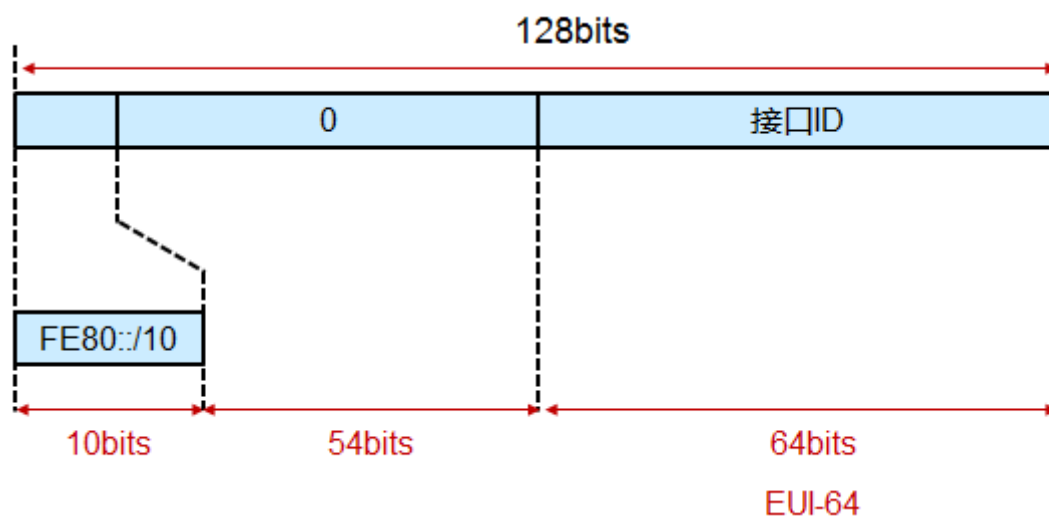 128bits
0
接口ID
FE80::/10
10bits
54bits
64bits
EUI-64